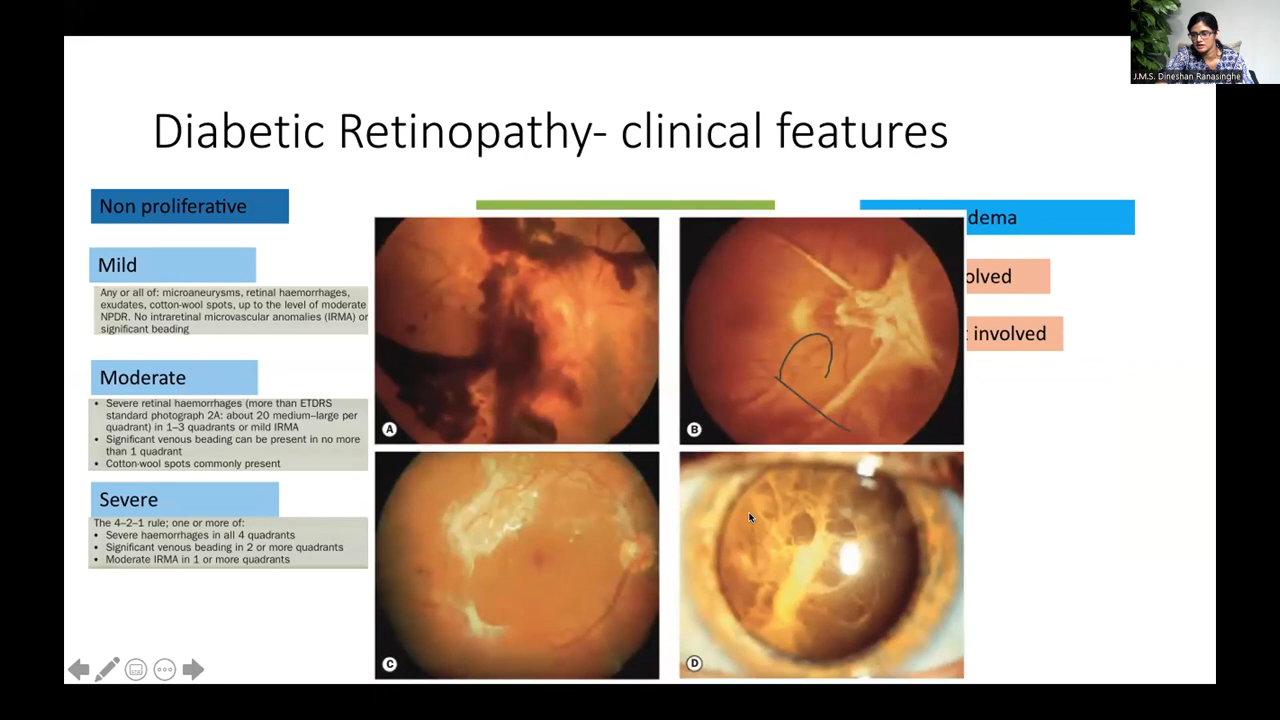 J.M.S. Dineshan Ranasinghe
Diabetic Retinopathy- clinical features
Non proliferative
Mild
Any or all of: microaneurysms, retinal haemorrhages,
exudates, cotton-wool spots, up to the level of moderate
NPDR. No intraretinal microvascular anomalies (IRMA) or
significant beading
Moderate
• Severe retinal haemorrhages (more than ETDRS
standard photograph 2A: about 20 medium–large per
quadrant) in 1–3 quadrants or mild IRMA
• Significant venous beading can be present in no more
than 1 quadrant
• Cotton-wool spots commonly present
Severe
The 4–2–1 rule; one or more of:
• Severe haemorrhages in all 4 quadrants
• Significant venous beading in 2 or more quadrants
• Moderate IRMA in 1 or more quadrants
A
B
C
D
dema
olved
involved